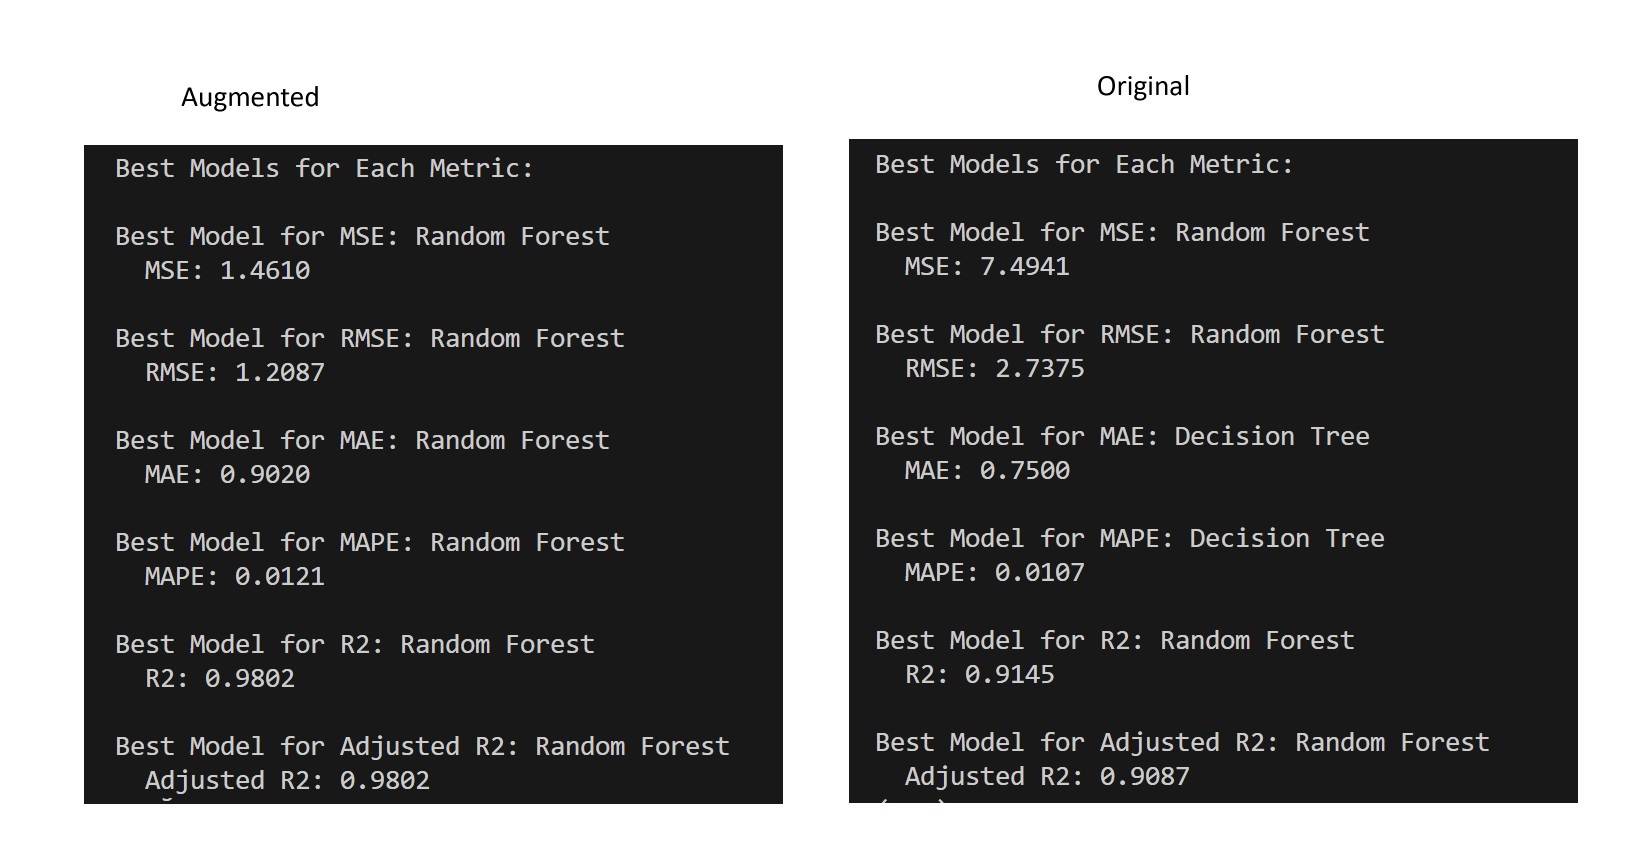 Augmented
Best Models for Each Metric:
Best Model for MSE: Random Forest
MSE: 1.4610
Best Model for RMSE: Random Forest
RMSE: 1.2087
Best Model for MAE: Random Forest
MAE: 0.9020
Best Model for MAPE: Random Forest
MAPE: 0.0121
Best Model for R2: Random Forest
R2: 0.9802
Best Model for Adjusted R2: Random Forest
Adjusted R2: 0.9802
Original
Best Models for Each Metric:
Best Model for MSE: Random Forest
MSE: 7.4941
Best Model for RMSE: Random Forest
RMSE: 2.7375
Best Model for MAE: Decision Tree
MAE: 0.7500
Best Model for MAPE: Decision Tree
MAPE: 0.0107
Best Model for R2: Random Forest
R2: 0.9145
Best Model for Adjusted R2: Random Forest
Adjusted R2: 0.9087